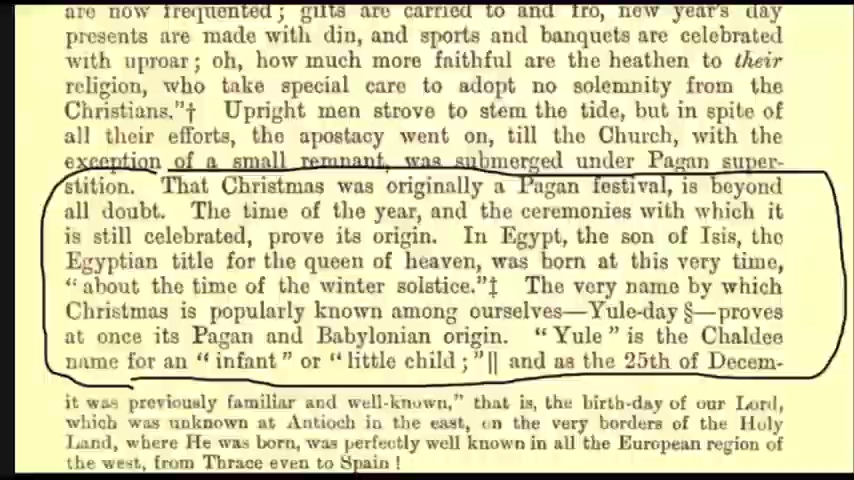 are now frequented; gifts are carried to and fro, new year's day
presents are made with din, and sports and banquets are celebrated
with uproar; oh, how much more faithful are the heathen to their
religion, who take special care to adopt no solemnity from the
Christians."† Upright men strove to stem the tide, but in spite of
all their efforts, the apostacy went on, till the Church, with the
exception of a small remnant, was submerged under Pagan super-
stition. That Christmas was originally a Pagan festival, is beyond
all doubt. The time of the year, and the ceremonies with which it
is still celebrated, prove its origin. In Egypt, the son of Isis, the
Egyptian title for the queen of heaven, was born at this very time,
"about the time of the winter solstice."‡ The very name by which
Christmas is popularly known among ourselves—Yule-day §—proves
at once its Pagan and Babylonian origin. "Yule" is the Chaldee
name for an "infant" or "little child;"‖ and as the 25th of Decem-
it was previously familiar and well-known," that is, the birth-day of our Lord,
which was unknown at Antioch in the east, on the very borders of the Holy
Land, where He was born, was perfectly well known in all the European region of
the west, from Thrace even to Spain!